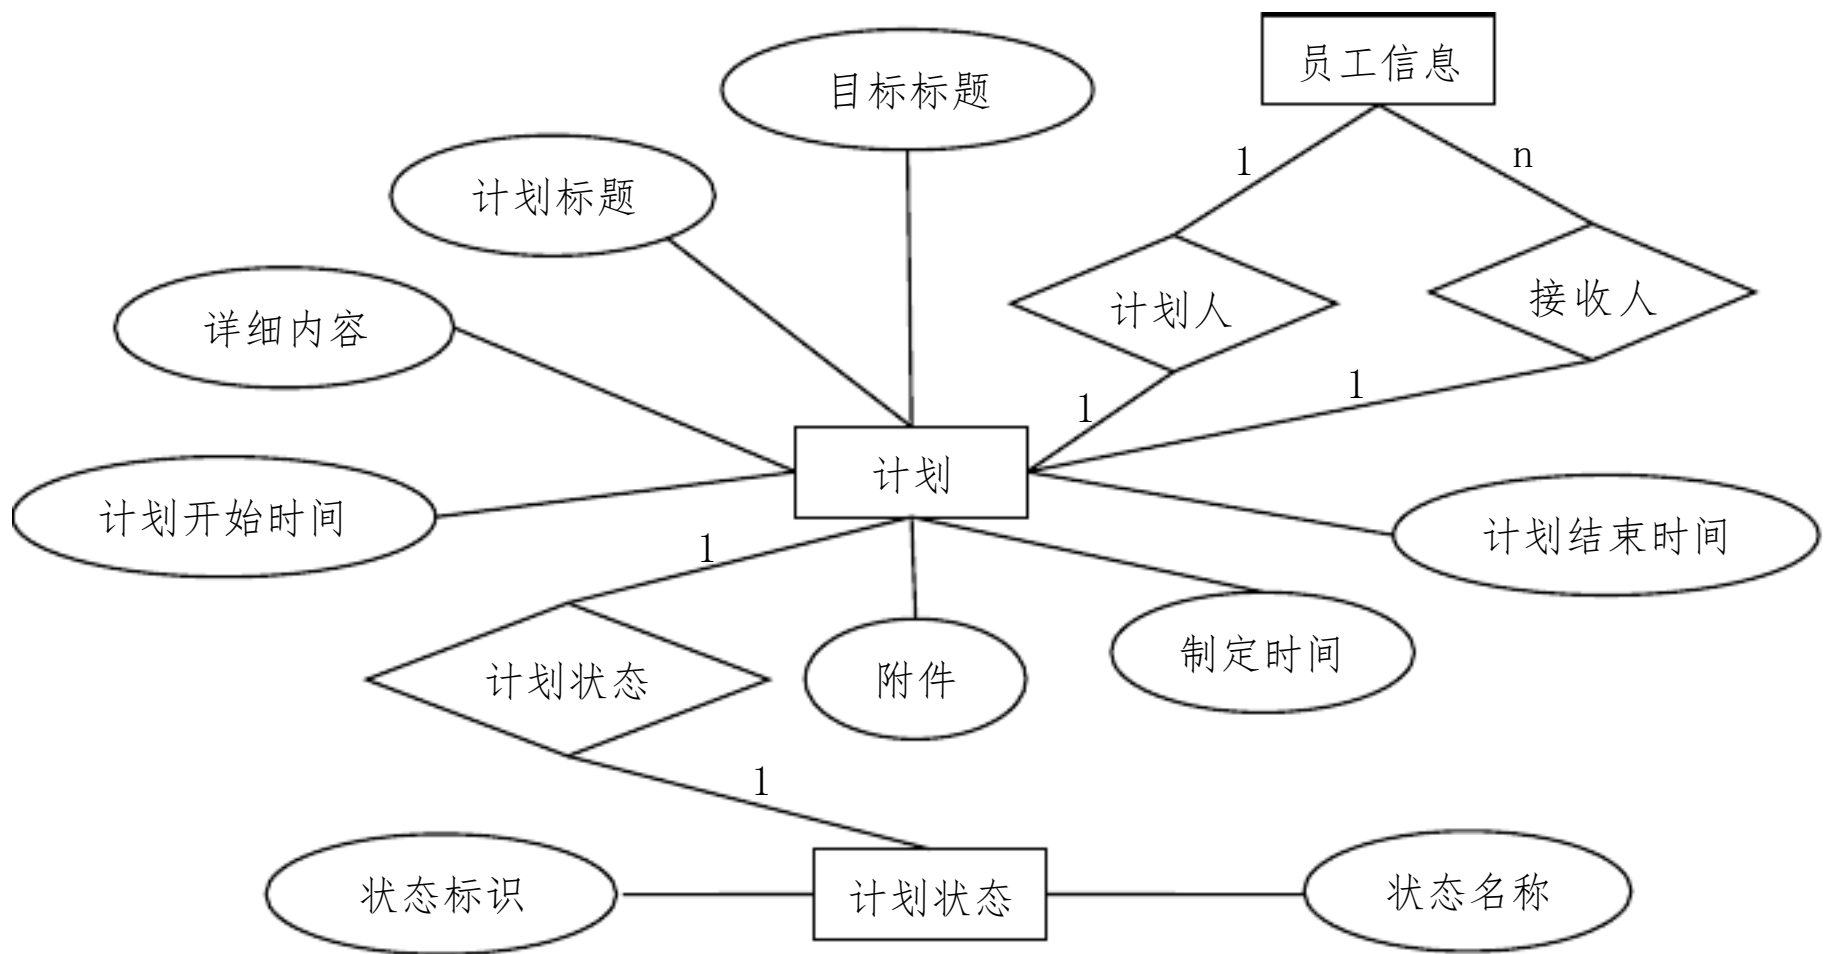 员工信息
目标标题
1
n
计划标题
计划人
接收人
详细内容
1
1
计划
计划开始时间
计划结束时间
1
计划状态
附件
制定时间
1
状态标识
计划状态
状态名称